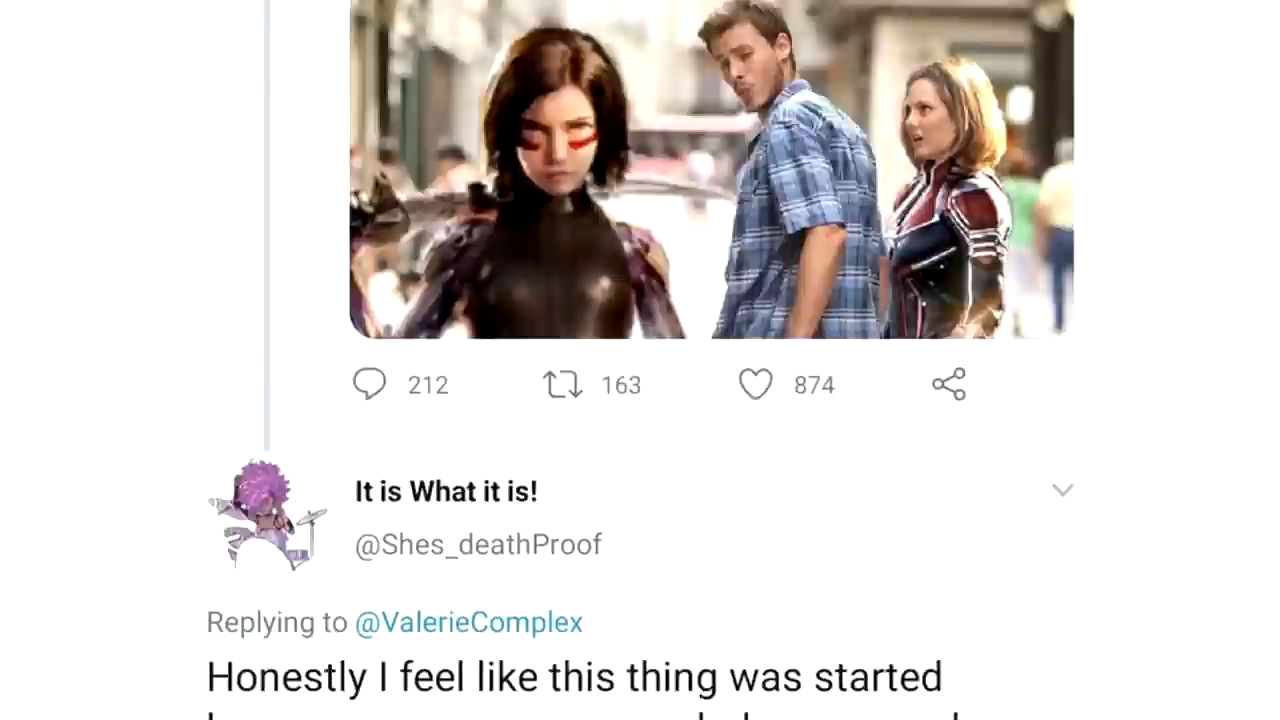 212 163 874
It is What it is!
@Shes_deathProof
Replying to @ValerieComplex
Honestly I feel like this thing was started